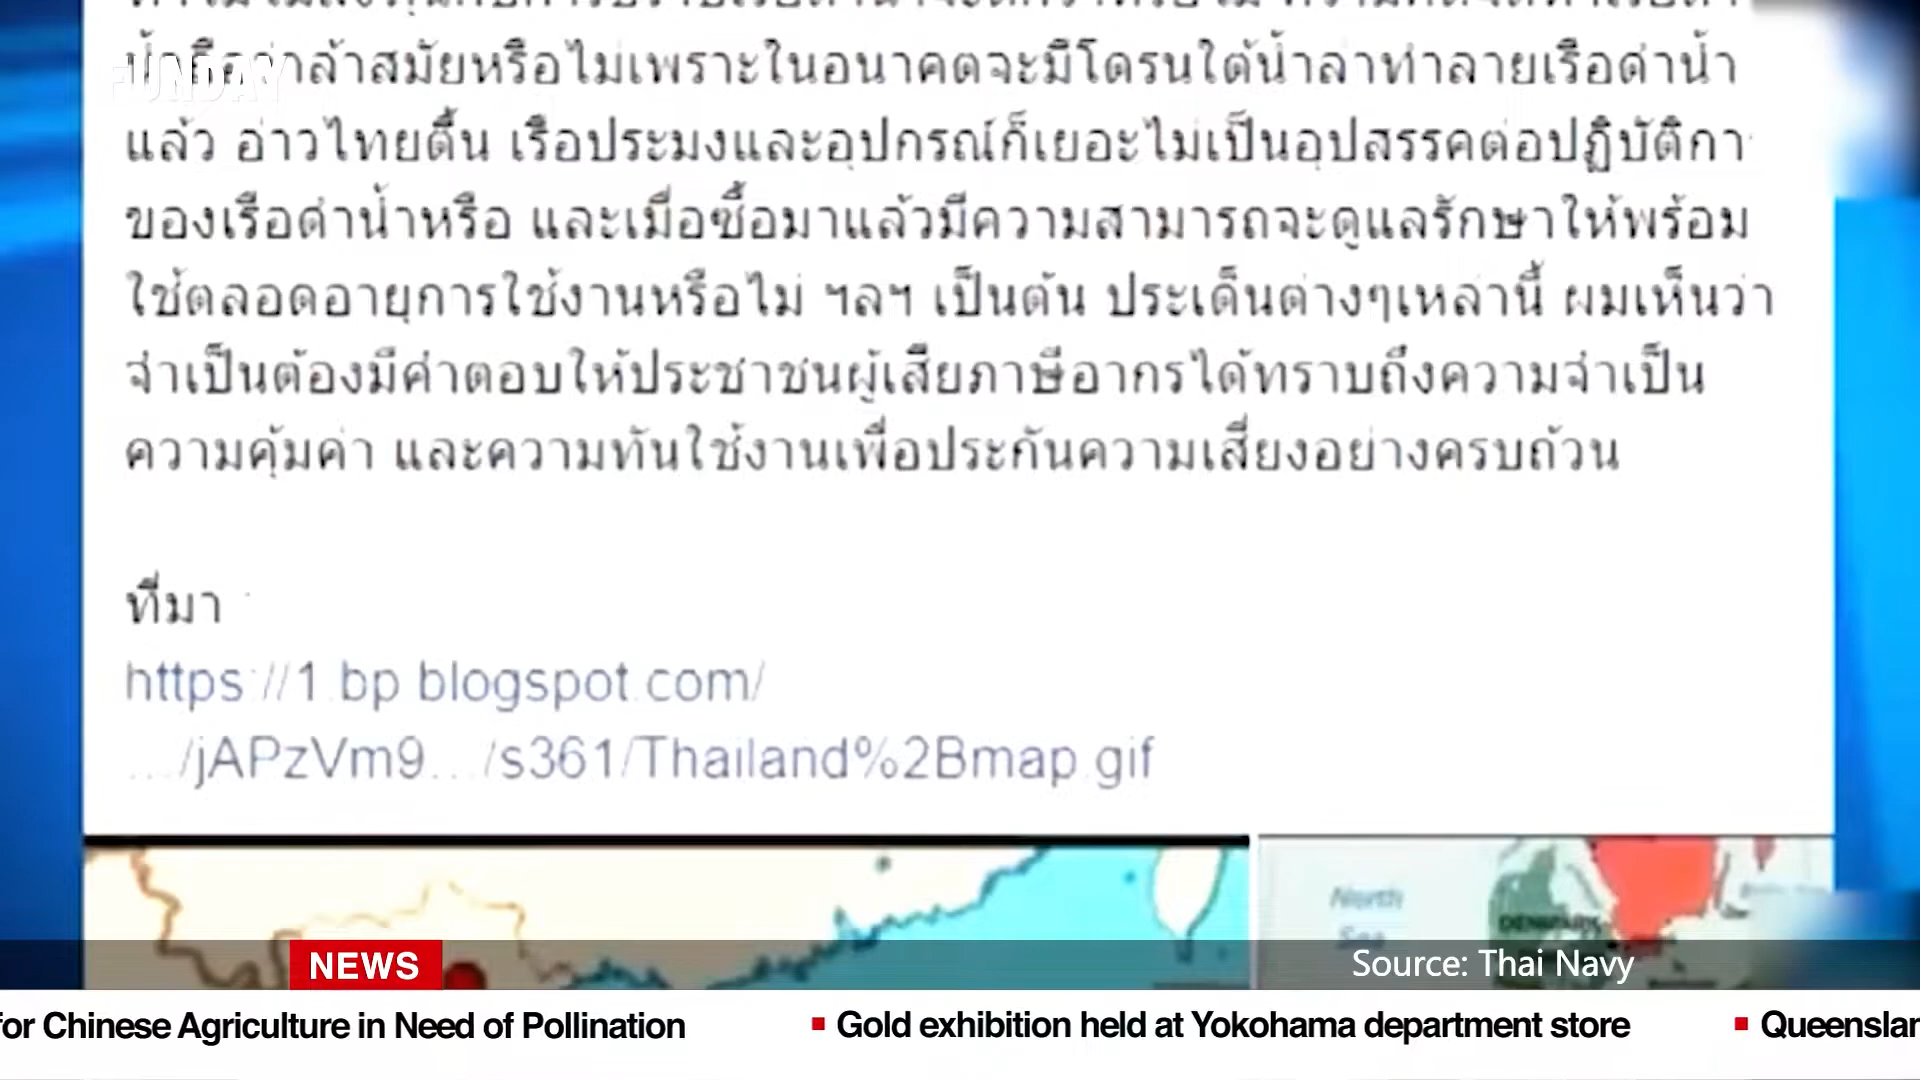 น้ำถือว่าล้าสมัยหรือไม่เพราะในอนาคตจะมีโดรนใต้น้ำล่าทำลายเรือดำน้ำ
FUNDAY
แล้ว อ่าวไทยตื้น เรือประมงและอุปกรณ์ก็เยอะไม่เป็นอุปสรรคต่อปฏิบัติกา
ของเรือดำน้ำหรือ และเมื่อซื้อมาแล้วมีความสามารถจะดูแลรักษาให้พร้อม
ใช้ตลอดอายุการใช้งานหรือไม่ ฯลฯ เป็นต้น ประเด็นต่างๆเหล่านี้ ผมเห็นว่า
จำเป็นต้องมีคำตอบให้ประชาชนผู้เสียภาษีอากรได้ทราบถึงความจำเป็น
ความคุ้มค่า และความทันใช้งานเพื่อประกันความเสี่ยงอย่างครบถ้วน
ที่มา :
https://1.bp.blogspot.com/
.../jAPzVm9.../s361/Thailand%2Bmap.gif
North
Sea
DENMARK
NEWS
Source: Thai Navy
for Chinese Agriculture in Need of Pollination
Gold exhibition held at Yokohama department store
Queenslan